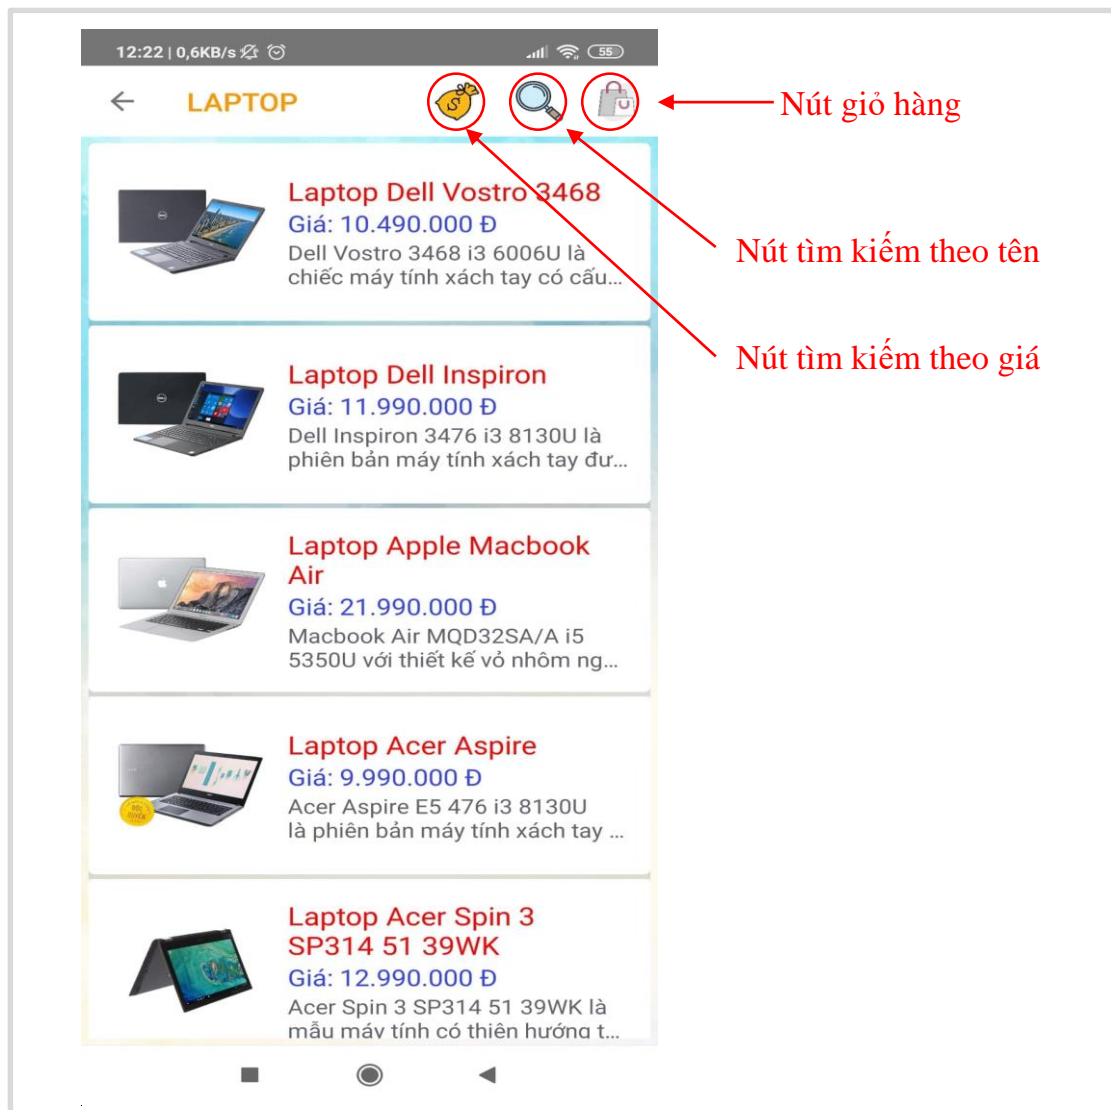 12:22 | 0,6KB/s
55
LAPTOP
Nút giỏ hàng
Laptop Dell Vostro 3468
Giá: 10.490.000 Đ
Dell Vostro 3468 i3 6006U là
chiếc máy tính xách tay có cấu...
Nút tìm kiếm theo tên
Nút tìm kiếm theo giá
Laptop Dell Inspiron
Giá: 11.990.000 Đ
Dell Inspiron 3476 i3 8130U là
phiên bản máy tính xách tay đư...
Laptop Apple Macbook
Air
Giá: 21.990.000 Đ
Macbook Air MQD32SA/A i5
5350U với thiết kế vỏ nhôm ng...
Laptop Acer Aspire
Giá: 9.990.000 Đ
Acer Aspire E5 476 i3 8130U
là phiên bản máy tính xách tay ...
ĐỘC
QUYỀN
Laptop Acer Spin 3
SP314 51 39WK
Giá: 12.990.000 Đ
Acer Spin 3 SP314 51 39WK là
mẫu máy tính có thiên hướng t...